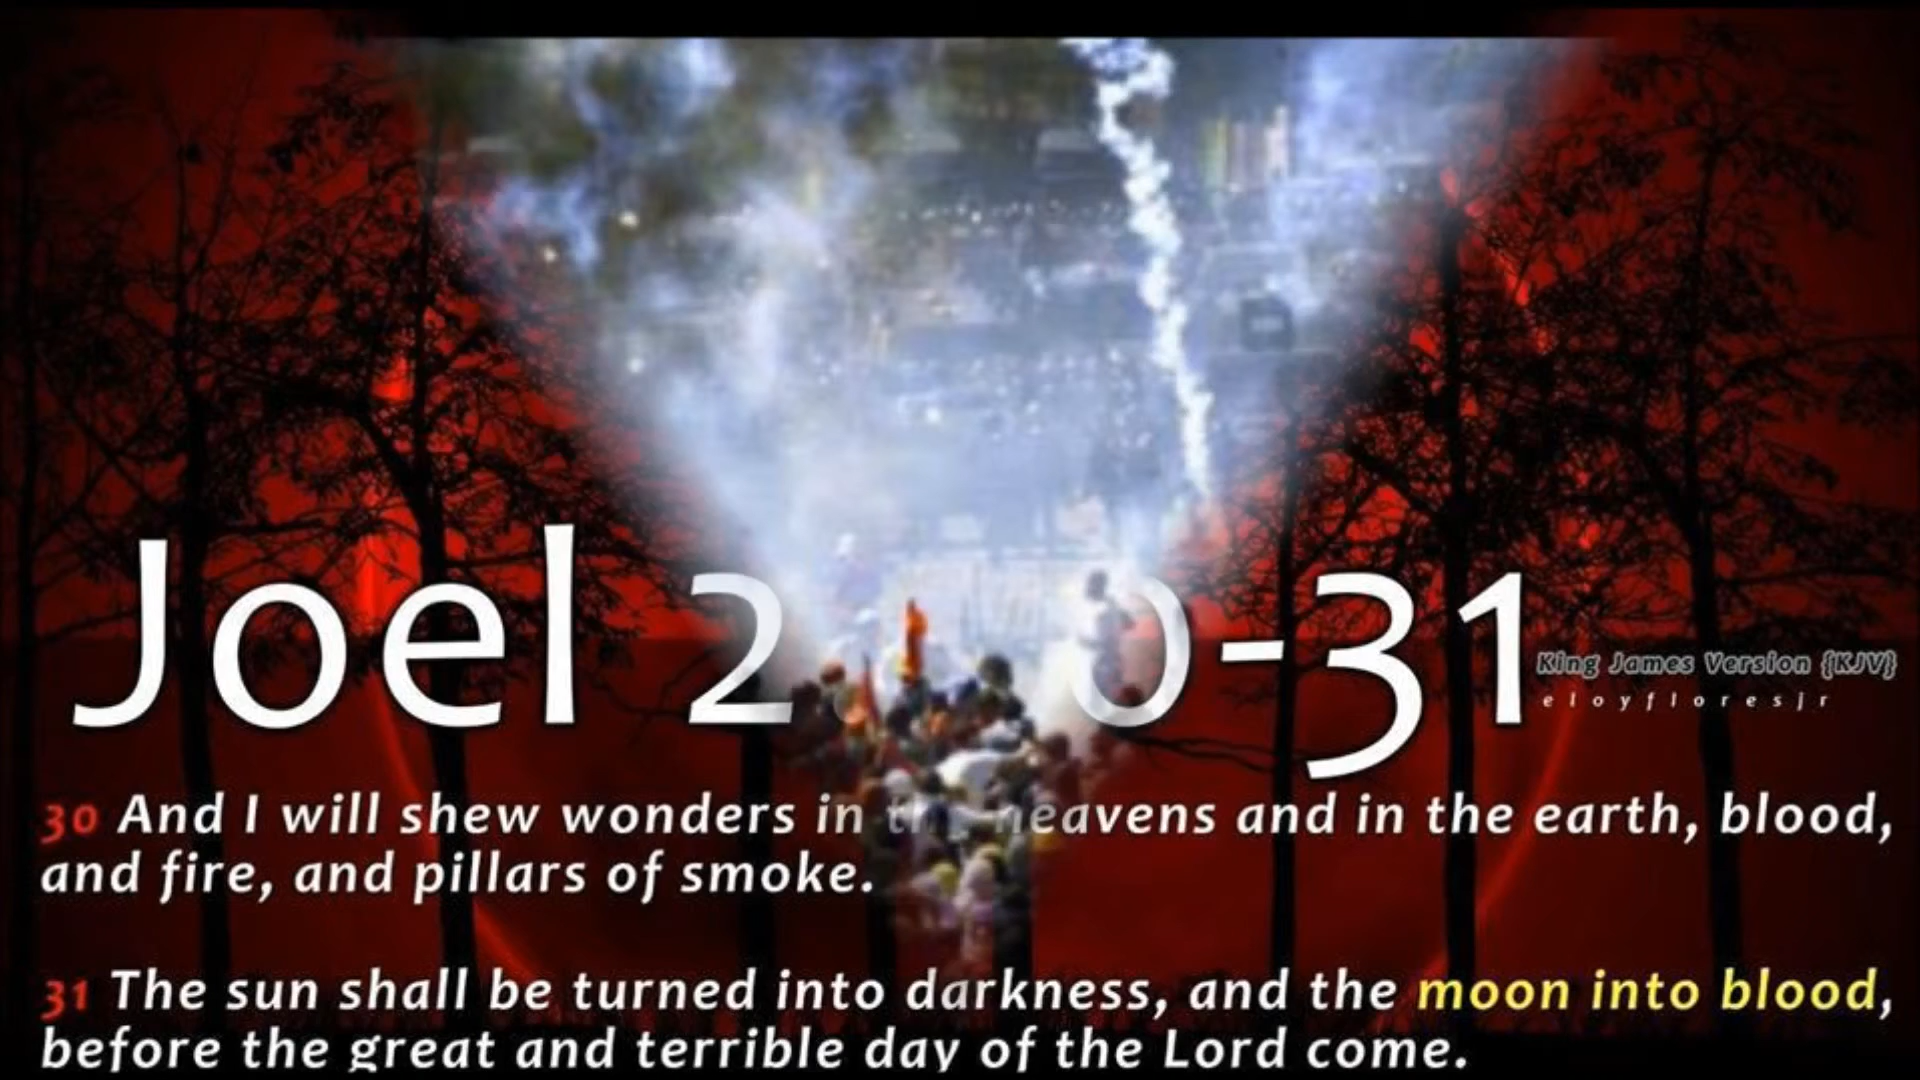 Joel 2 0-31
King James Version {KJV}
eloyfloresjr
30 And I will shew wonders in heavens and in the earth, blood,
and fire, and pillars of smoke.
31 The sun shall be turned into darkness, and the moon into blood,
before the great and terrible day of the Lord come.